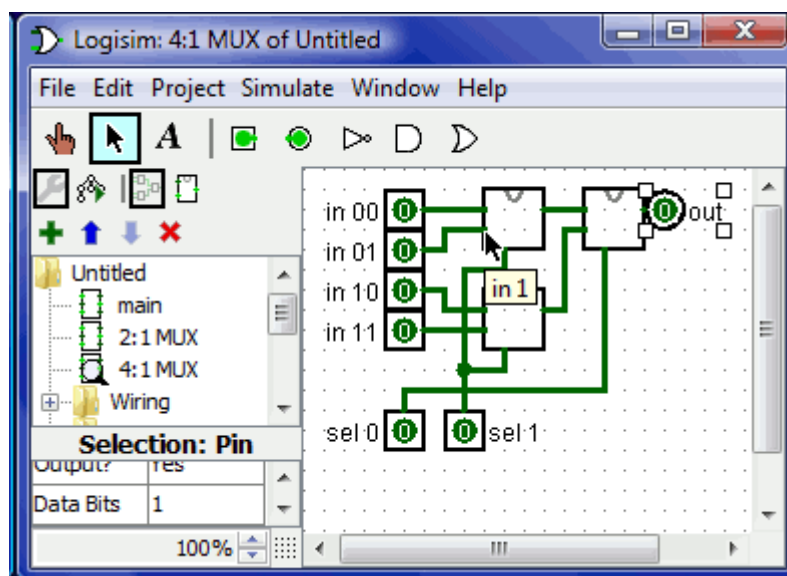 Logisim: 4:1 MUX of Untitled
File Edit Project Simulate Window Help
A
Untitled
main
2:1 MUX
4:1 MUX
Wiring
Selection: Pin
Output? Yes
Data Bits 1
100%
in 00 0
in 01 0
in 10 0
in 11 0
in 1
0 out
sel 0 0
0 sel 1